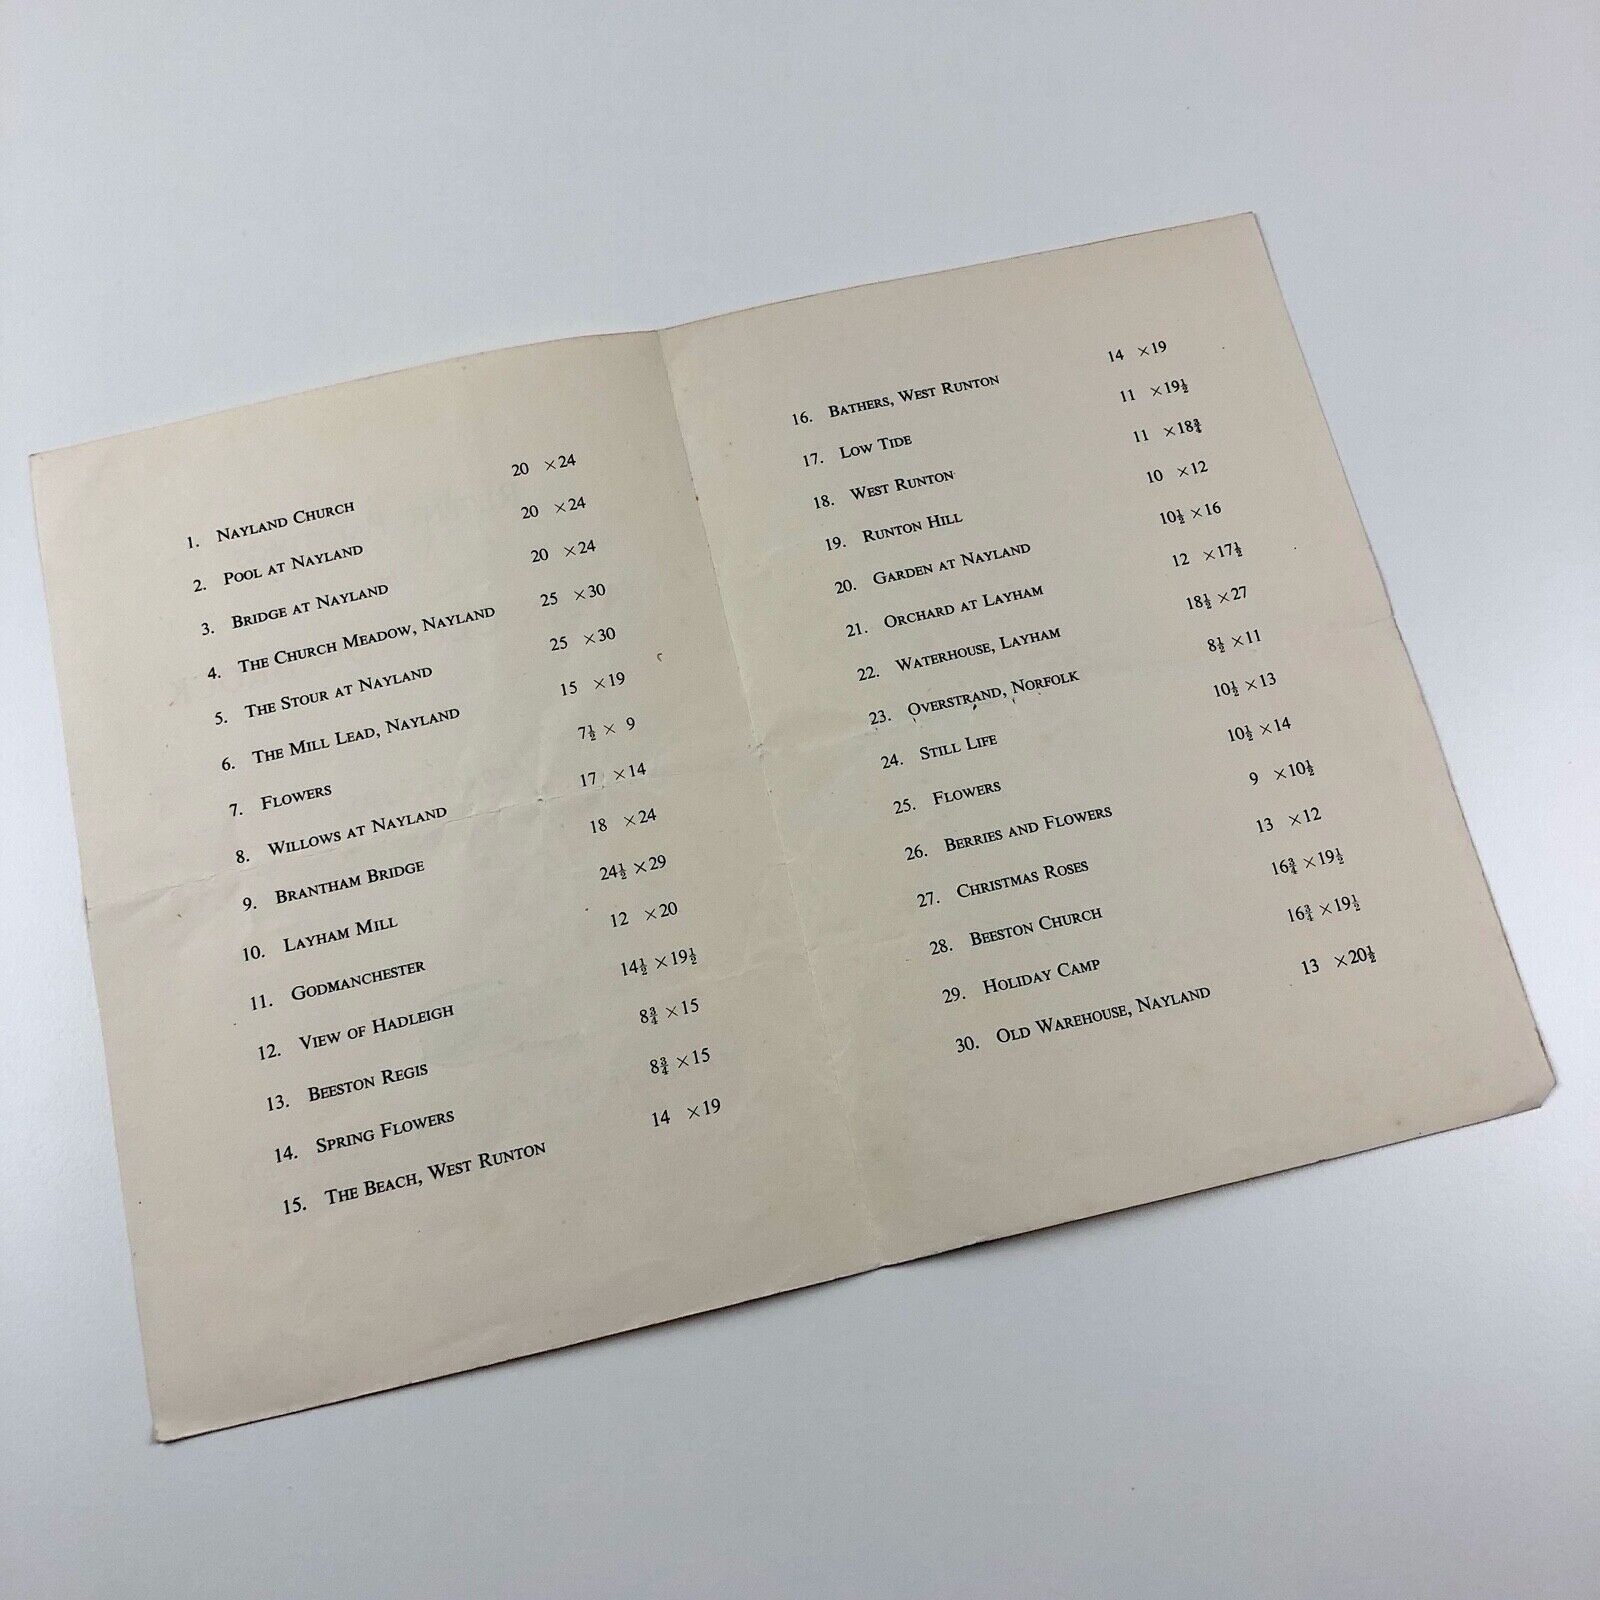 1. Nayland Church 20 × 24
2. Pool at Nayland 20 × 24
3. Bridge at Nayland 20 × 24
4. The Church Meadow, Nayland 25 × 30
5. The Stour at Nayland 25 × 30
6. The Mill Lead, Nayland 15 × 19
7. Flowers 7½ × 9
8. Willows at Nayland 17 × 14
9. Brantham Bridge 18 × 24
10. Layham Mill 24½ × 29
11. Godmanchester 12 × 20
12. View of Hadleigh 14½ × 19½
13. Beeston Regis 8¾ × 15
14. Spring Flowers 8¾ × 15
15. The Beach, West Runton 14 × 19
16. Bathers, West Runton 14 × 19
17. Low Tide 11 × 19½
18. West Runton 11 × 18¾
19. Runton Hill 10 × 12
20. Garden at Nayland 10½ × 16
21. Orchard at Layham 12 × 17½
22. Waterhouse, Layham 18½ × 27
23. Overstrand, Norfolk 8½ × 11
24. Still Life 10½ × 13
25. Flowers 10½ × 14
26. Berries and Flowers 9 × 10½
27. Christmas Roses 13 × 12
28. Beeston Church 16¾ × 19½
29. Holiday Camp 16¾ × 19½
30. Old Warehouse, Nayland 13 × 20½